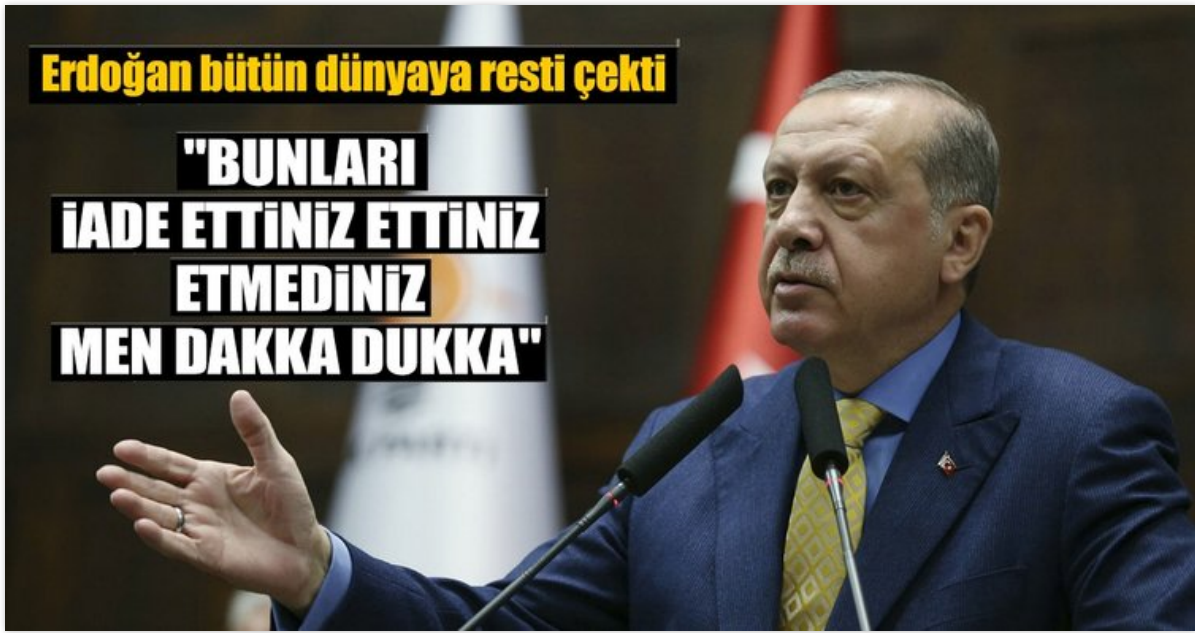 Erdoğan bütün dünyaya resti çekti
"BUNLARI
İADE ETTİNİZ ETTİNİZ
ETMEDİNİZ
MEN DAKKA DUKKA"